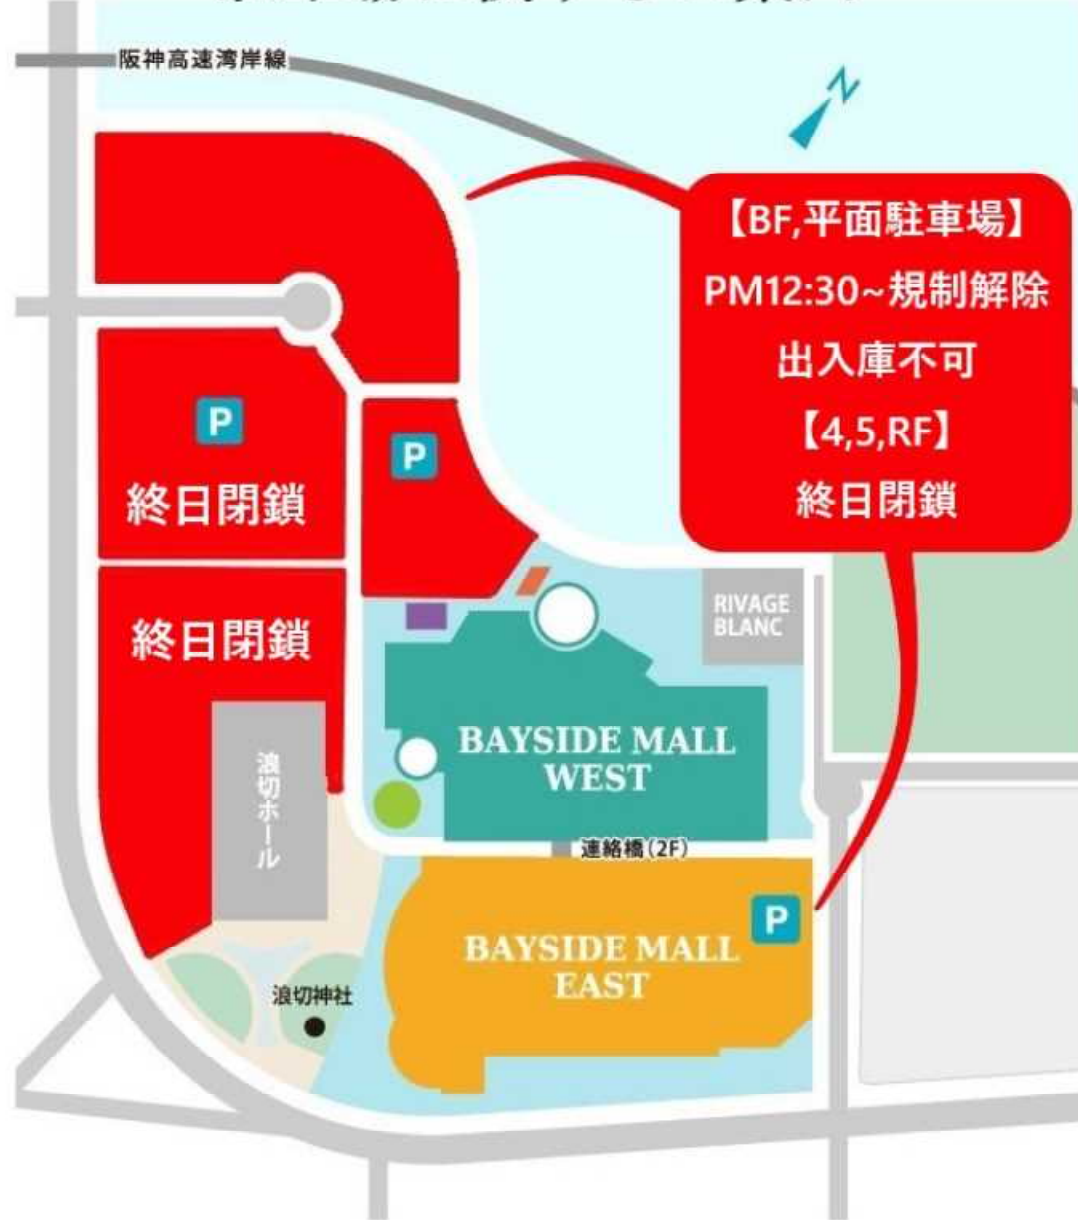 阪神高速湾岸線
N
【BF,平面駐車場】
PM12:30~規制解除
出入庫不可
【4,5,RF】
終日閉鎖
P
P
終日閉鎖
終日閉鎖
RIVAGE
BLANC
BAYSIDE MALL
WEST
浪切ホール
連絡橋(2F)
P
BAYSIDE MALL
EAST
浪切神社